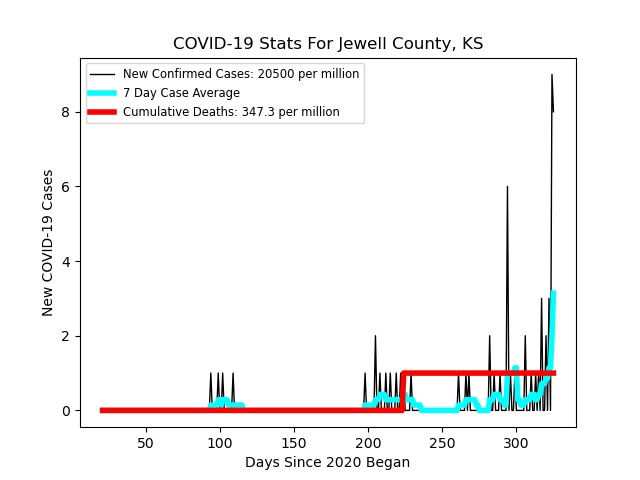 COVID-19 Stats For Jewell County, KS
New Confirmed Cases: 20500 per million
7 Day Case Average
Cumulative Deaths: 347.3 per million
New COVID-19 Cases
8
6
4
2
0
50 100 150 200 250 300
Days Since 2020 Began